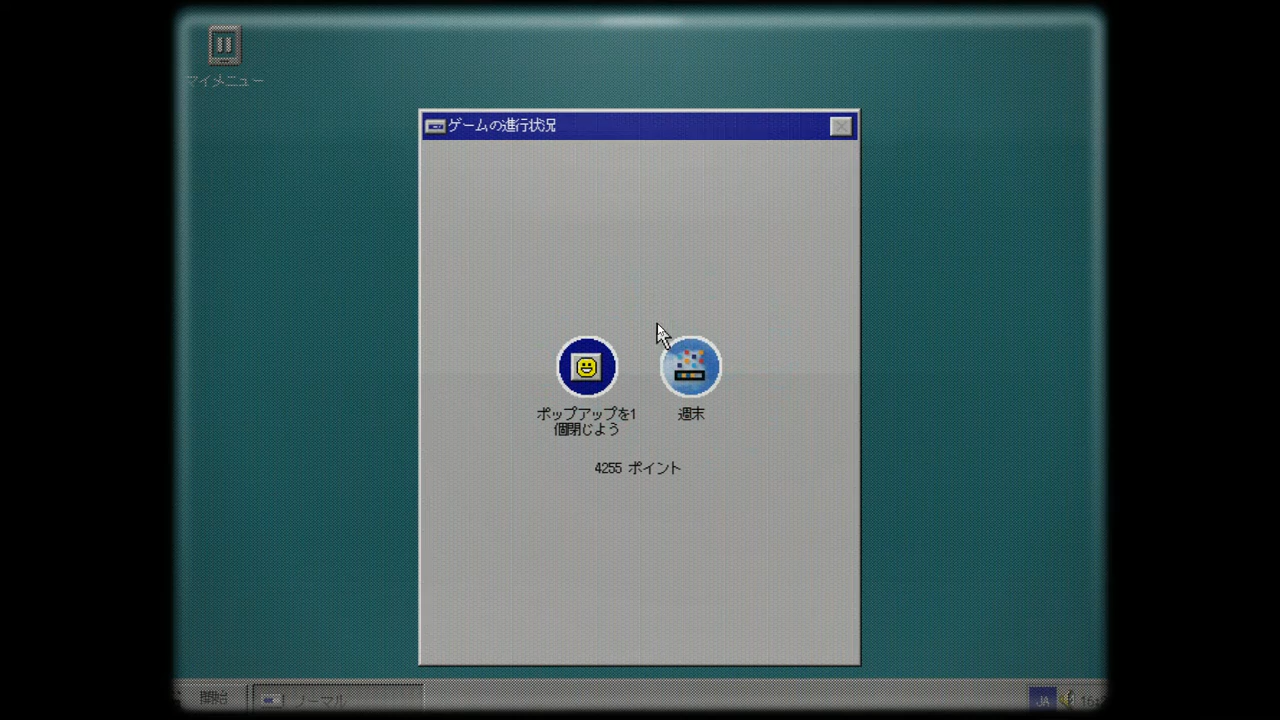 マイメニュー
ゲームの進行状況
ポップアップを1
個閉じよう
週末
4255 ポイント
開始
ノーマル
JA